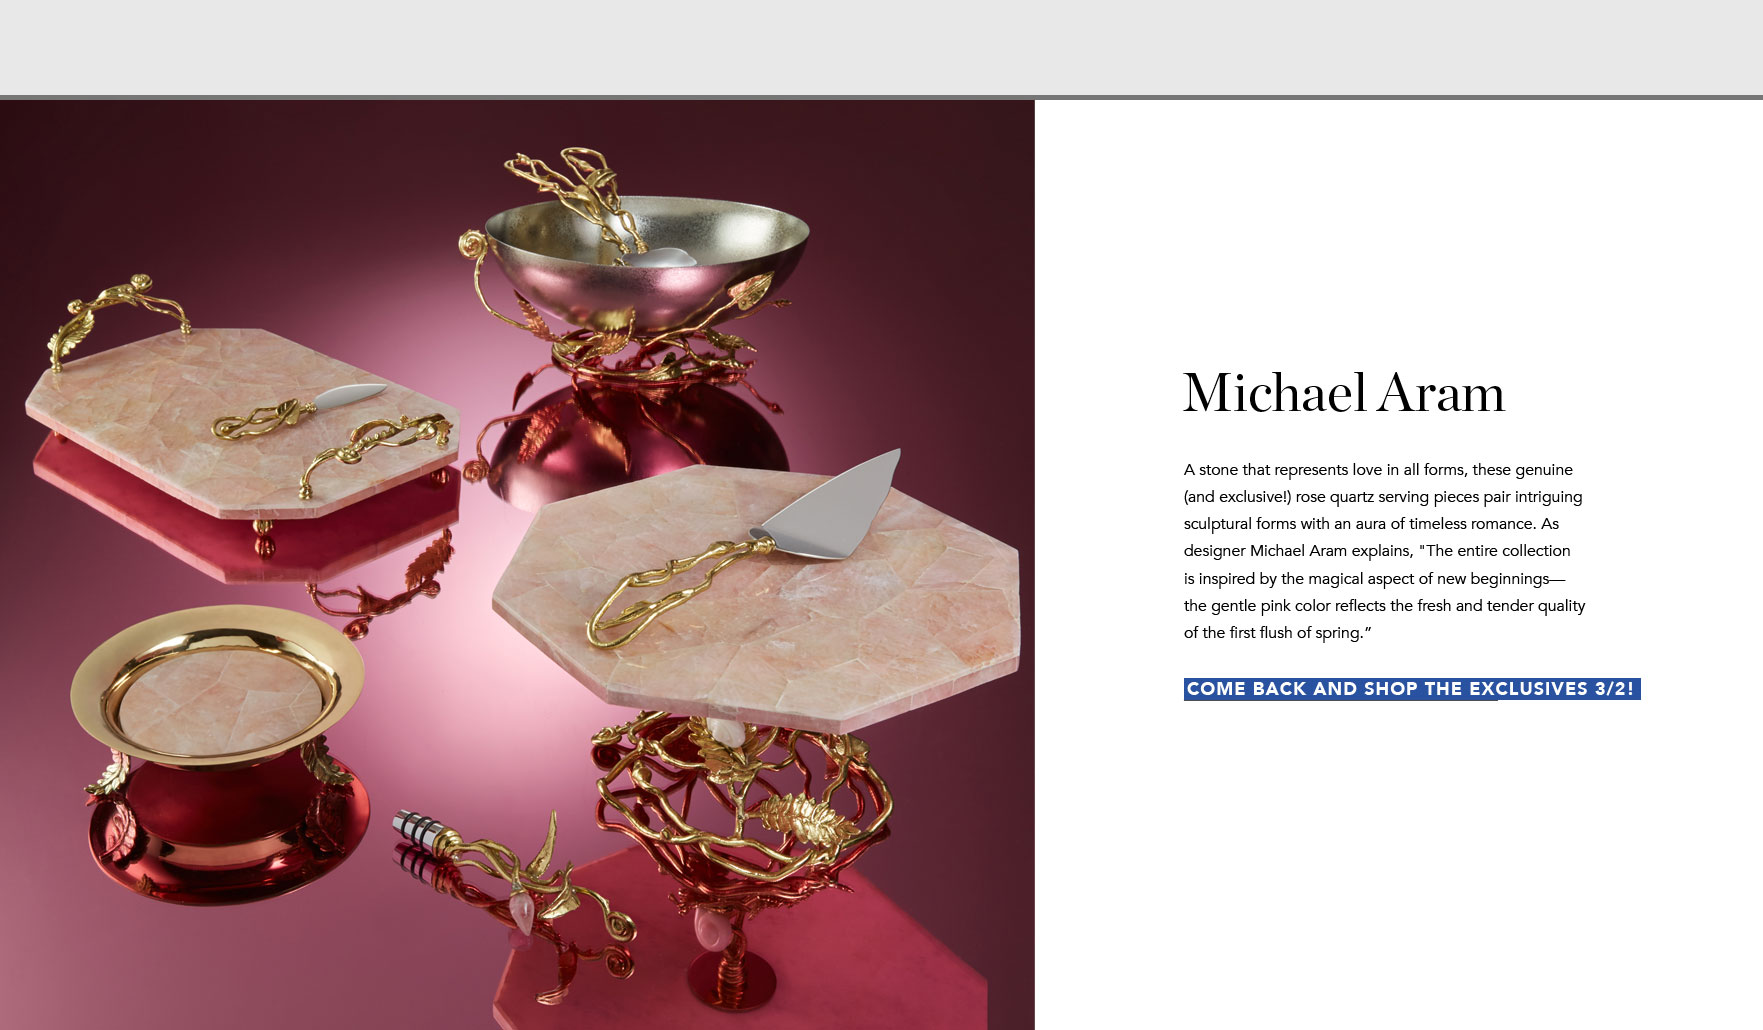 Michael Aram
A stone that represents love in all forms, these genuine
(and exclusive!) rose quartz serving pieces pair intriguing
sculptural forms with an aura of timeless romance. As
designer Michael Aram explains, "The entire collection
is inspired by the magical aspect of new beginnings—
the gentle pink color reflects the fresh and tender quality
of the first flush of spring.”
COME BACK AND SHOP THE EXCLUSIVES 3/2!